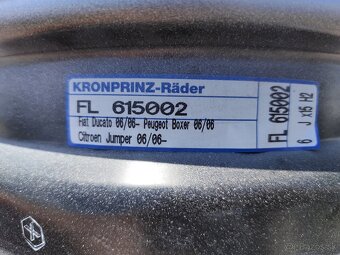 KRONPRINZ-Räder
FL 615002
Fiat Ducato 06/06- Peugeot Boxer 06/06
Citroen Jumper 06/06-
FL 615002
6 J x15 H2